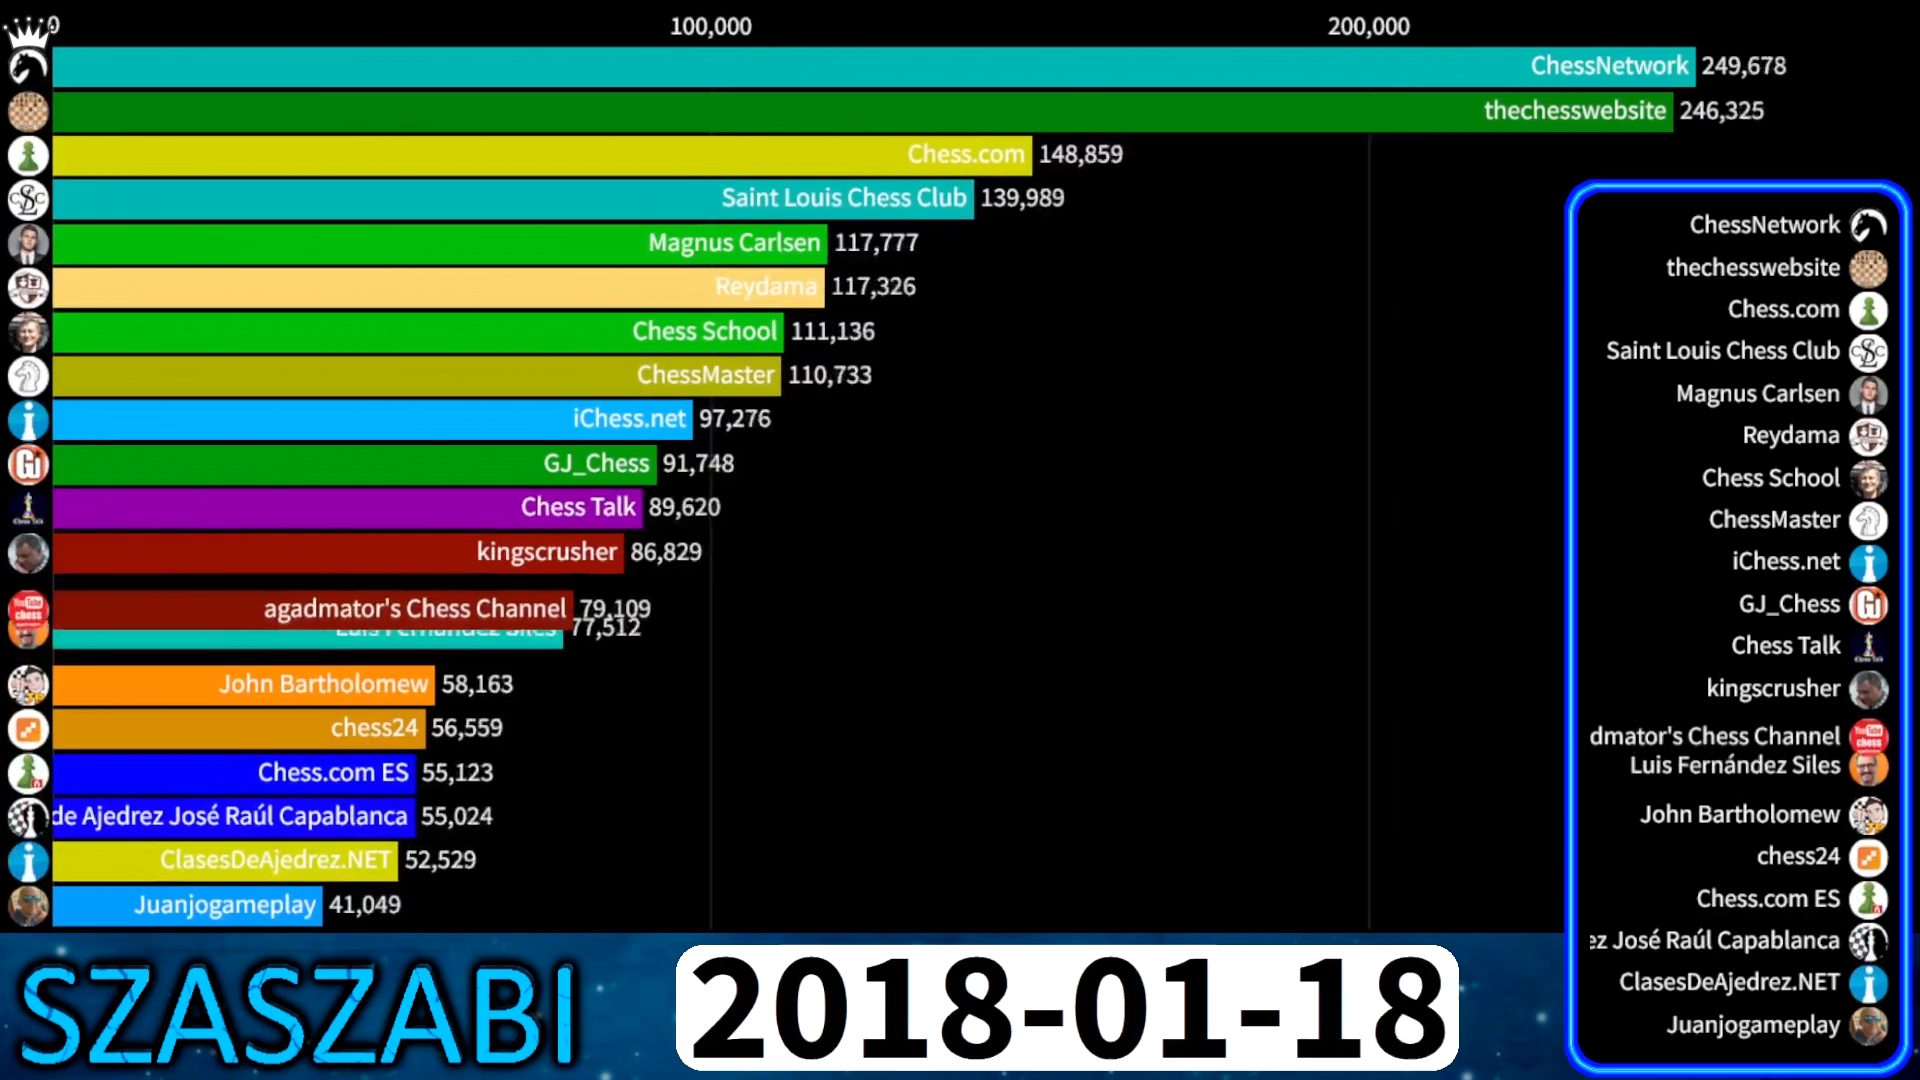 0 100,000 200,000
ChessNetwork 249,678
thechesswebsite 246,325
Chess.com 148,859
Saint Louis Chess Club 139,989
Magnus Carlsen 117,777
Reydama 117,326
Chess School 111,136
ChessMaster 110,733
iChess.net 97,276
GJ_Chess 91,748
Chess Talk 89,620
kingscrusher 86,829
agadmator's Chess Channel 79,109
Luis Fernández Siles 77,512
John Bartholomew 58,163
chess24 56,559
Chess.com ES 55,123
de Ajedrez José Raúl Capablanca 55,024
ClasesDeAjedrez.NET 52,529
Juanjogameplay 41,049
ChessNetwork
thechesswebsite
Chess.com
Saint Louis Chess Club
Magnus Carlsen
Reydama
Chess School
ChessMaster
iChess.net
GJ_Chess
Chess Talk
kingscrusher
dmator's Chess Channel
Luis Fernández Siles
John Bartholomew
chess24
Chess.com ES
ez José Raúl Capablanca
ClasesDeAjedrez.NET
Juanjogameplay
SZASZABI
2018-01-18